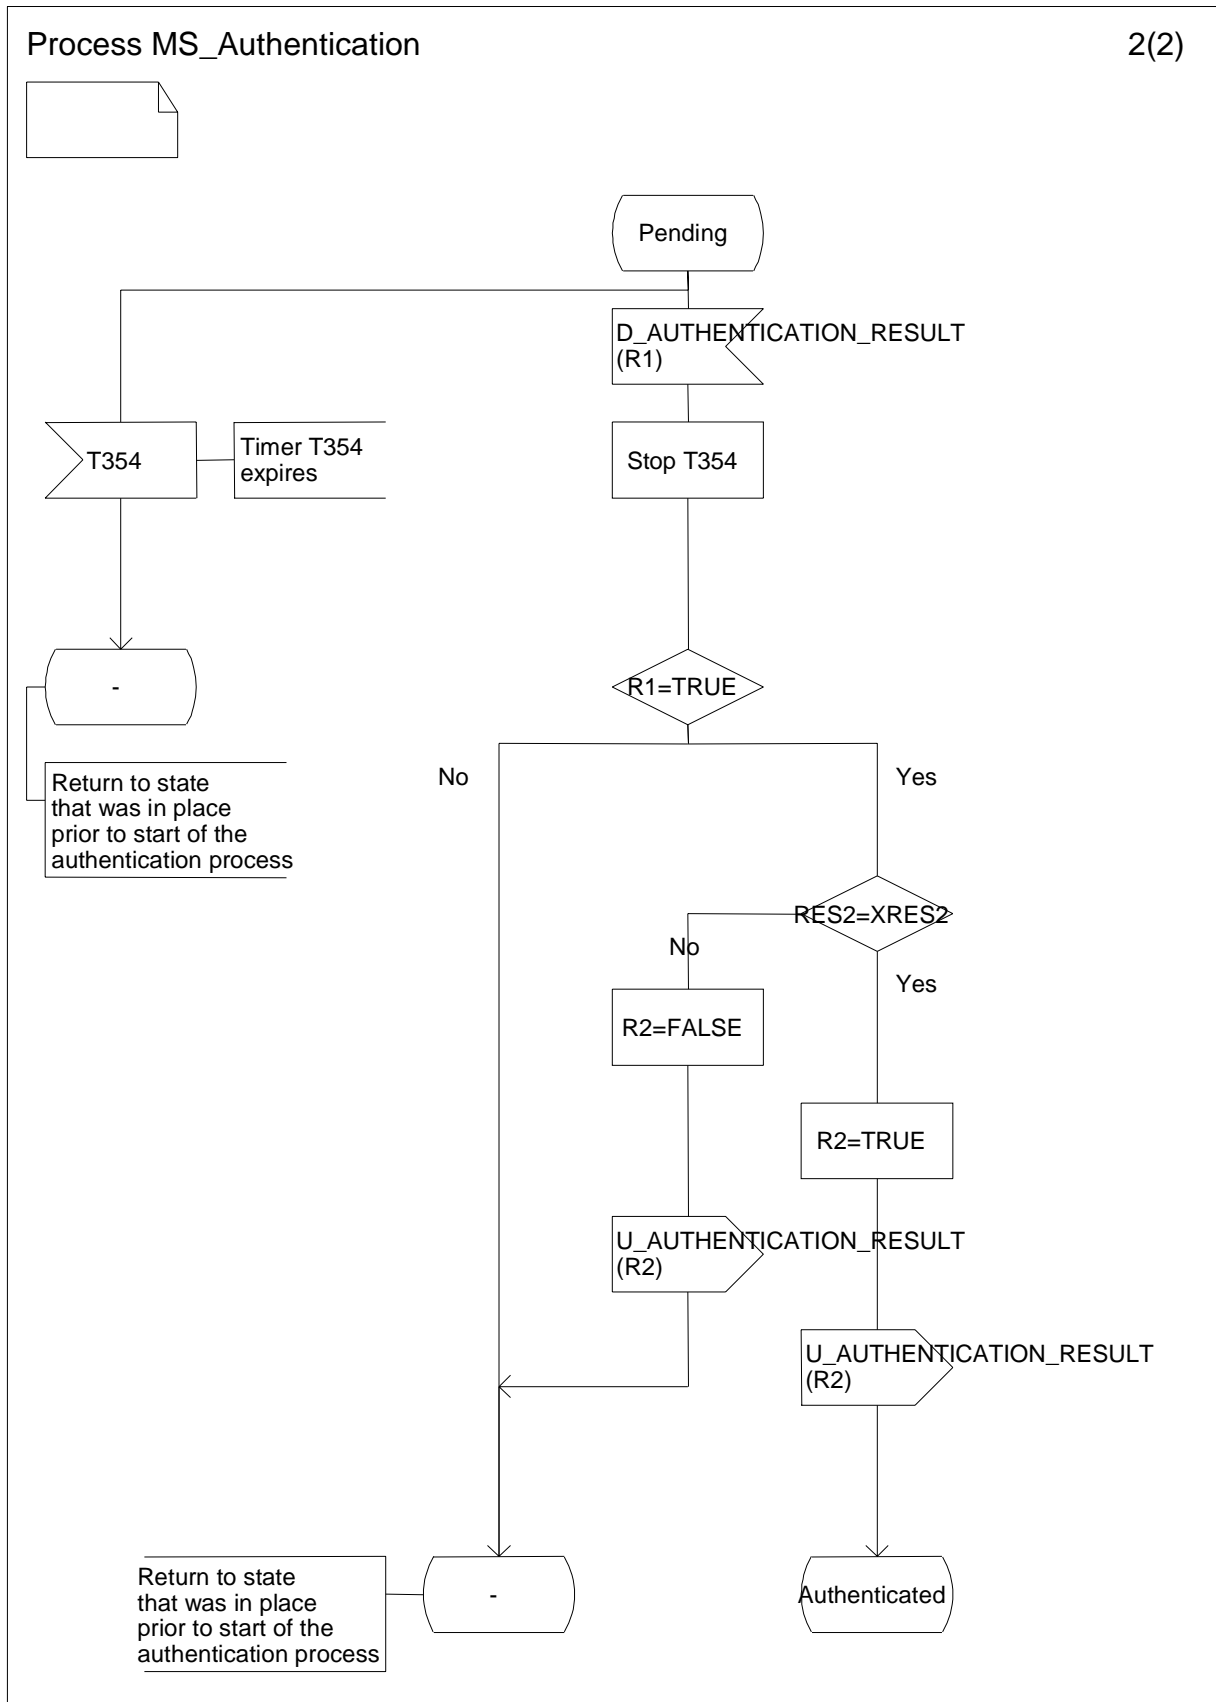 Process MS_Authentication
2(2)
Pending
D_AUTHENTICATION_RESULT
(R1)
T354
Timer T354
expires
Stop T354
-
R1=TRUE
Return to state
that was in place
prior to start of the
authentication process
No
Yes
RES2=XRES2
No
Yes
R2=FALSE
R2=TRUE
U_AUTHENTICATION_RESULT
(R2)
U_AUTHENTICATION_RESULT
(R2)
Return to state
that was in place
prior to start of the
authentication process
-
Authenticated